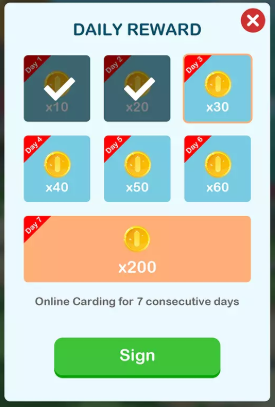 DAILY REWARD
Day 1
x10
Day 2
x20
Day 3
x30
Day 4
x40
Day 5
x50
Day 6
x60
Day 7
x200
Online Carding for 7 consecutive days
Sign